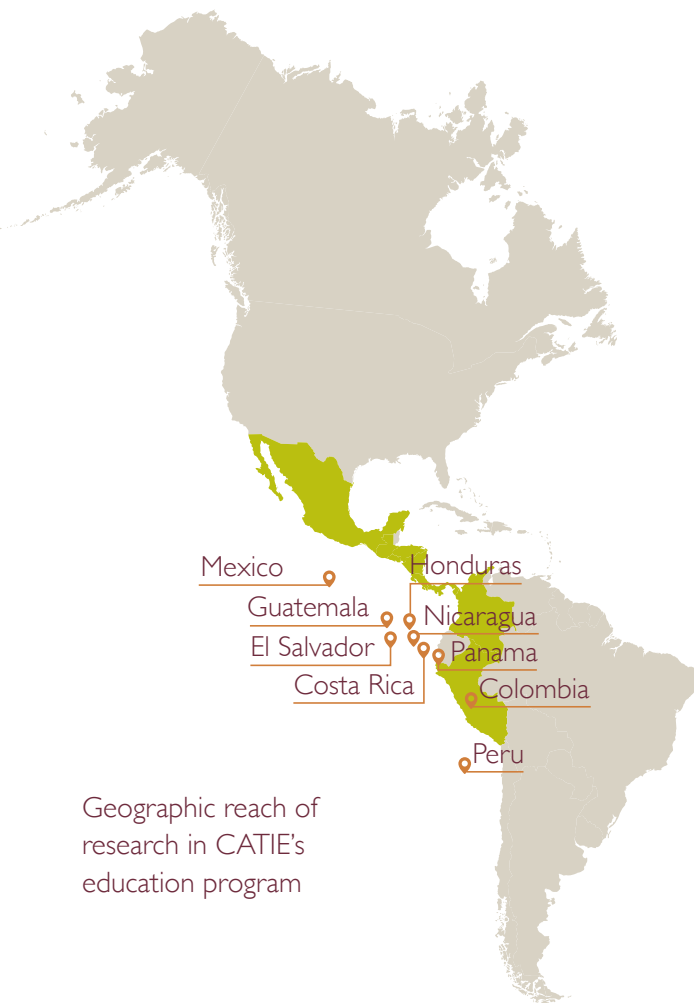 Mexico
Honduras
Guatemala
Nicaragua
El Salvador
Panama
Costa Rica
Colombia
Peru
Geographic reach of
research in CATIE's
education program